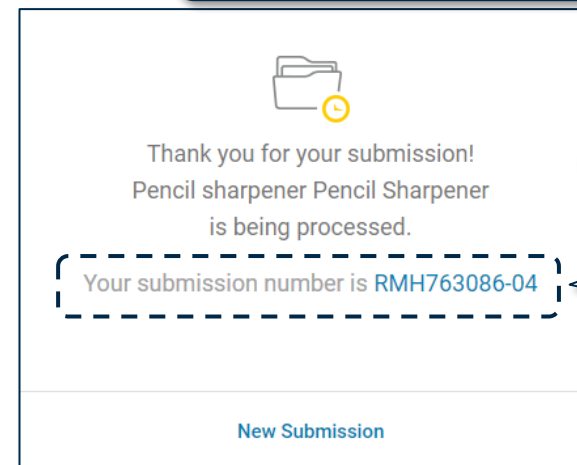 Thank you for your submission!
Pencil sharpener Pencil Sharpener
is being processed.
Your submission number is RMH763086-04
New Submission